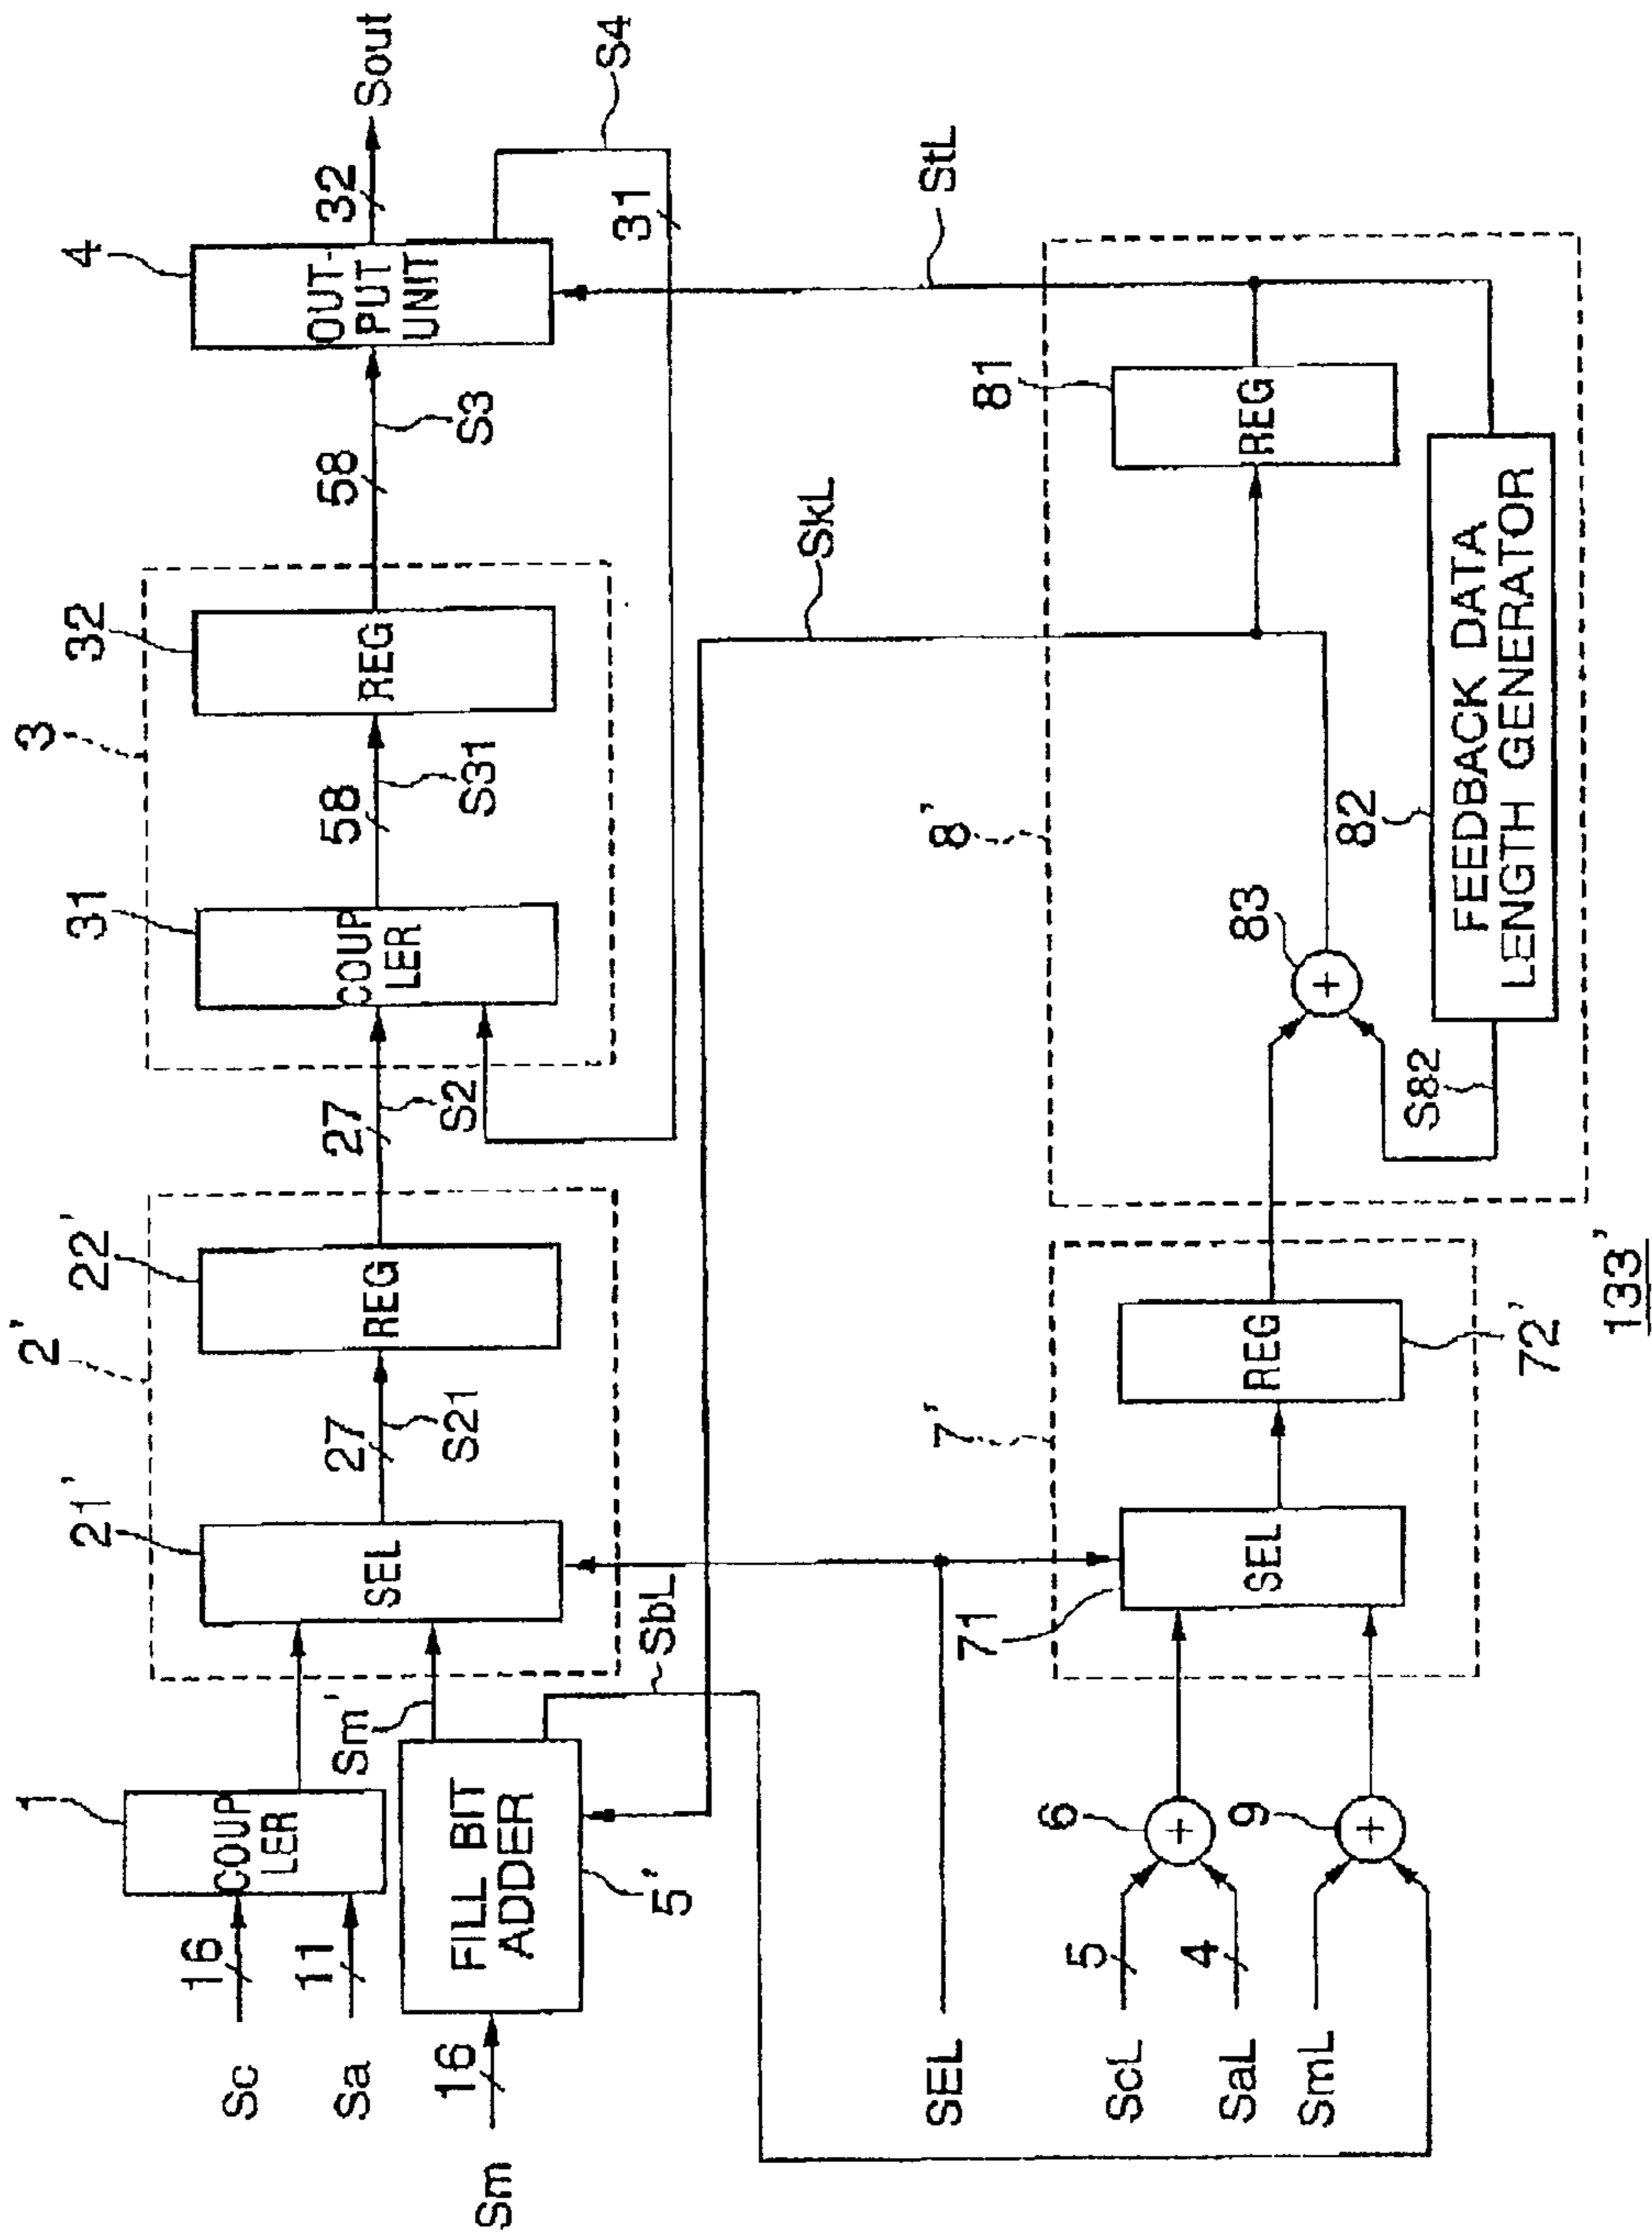 Sc
16
Sa
11
1
COUP
LER
Sm
16
FILL BIT
ADDER
5'
Sm'
SbL
2'
21'
SEL
27
S21
22'
REG
27
S2
3
31
COUP
LER
58
S31
32
REG
58
S3
4
OUT-
PUT
UNIT
32
Sout
31
S4
SkL
StL
SEL
ScL
5
SaL
4
6
SmL
9
7'
71
SEL
REG
72'
8'
83
S82
81
REG
82
FEEDBACK DATA
LENGTH GENERATOR
133'